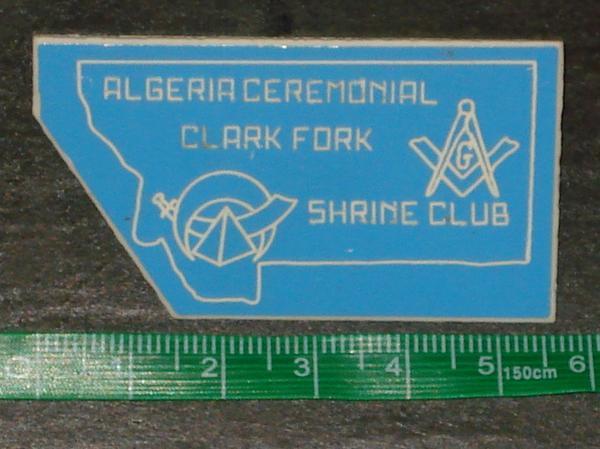 ALGERIA CEREMONIAL
CLARK FORK
G
SHRINE CLUB
1 2 3 4 5 150cm 6